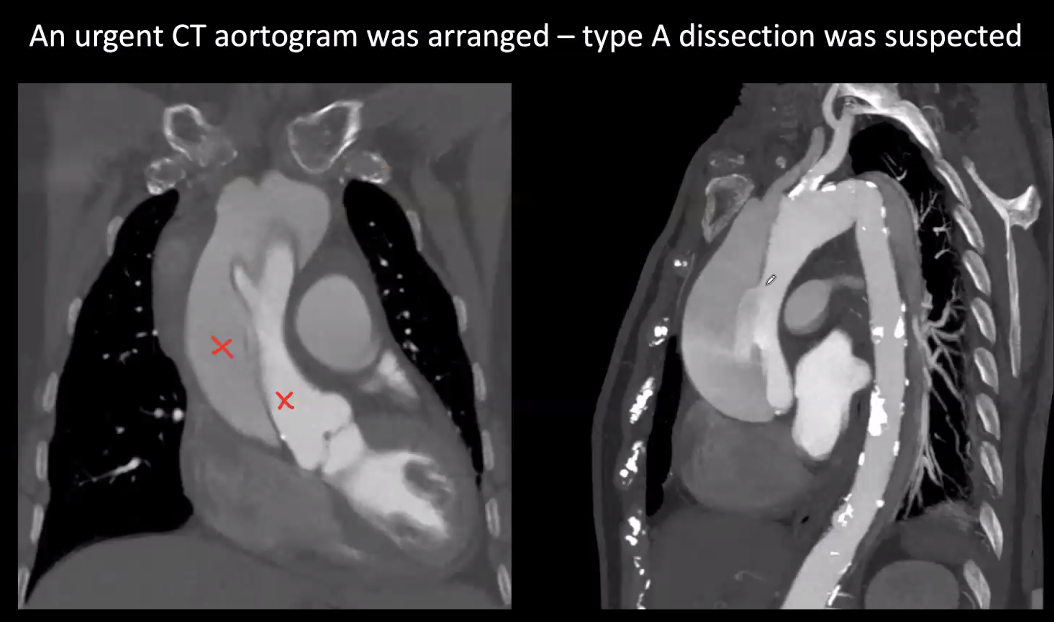 An urgent CT aortogram was arranged – type A dissection was suspected